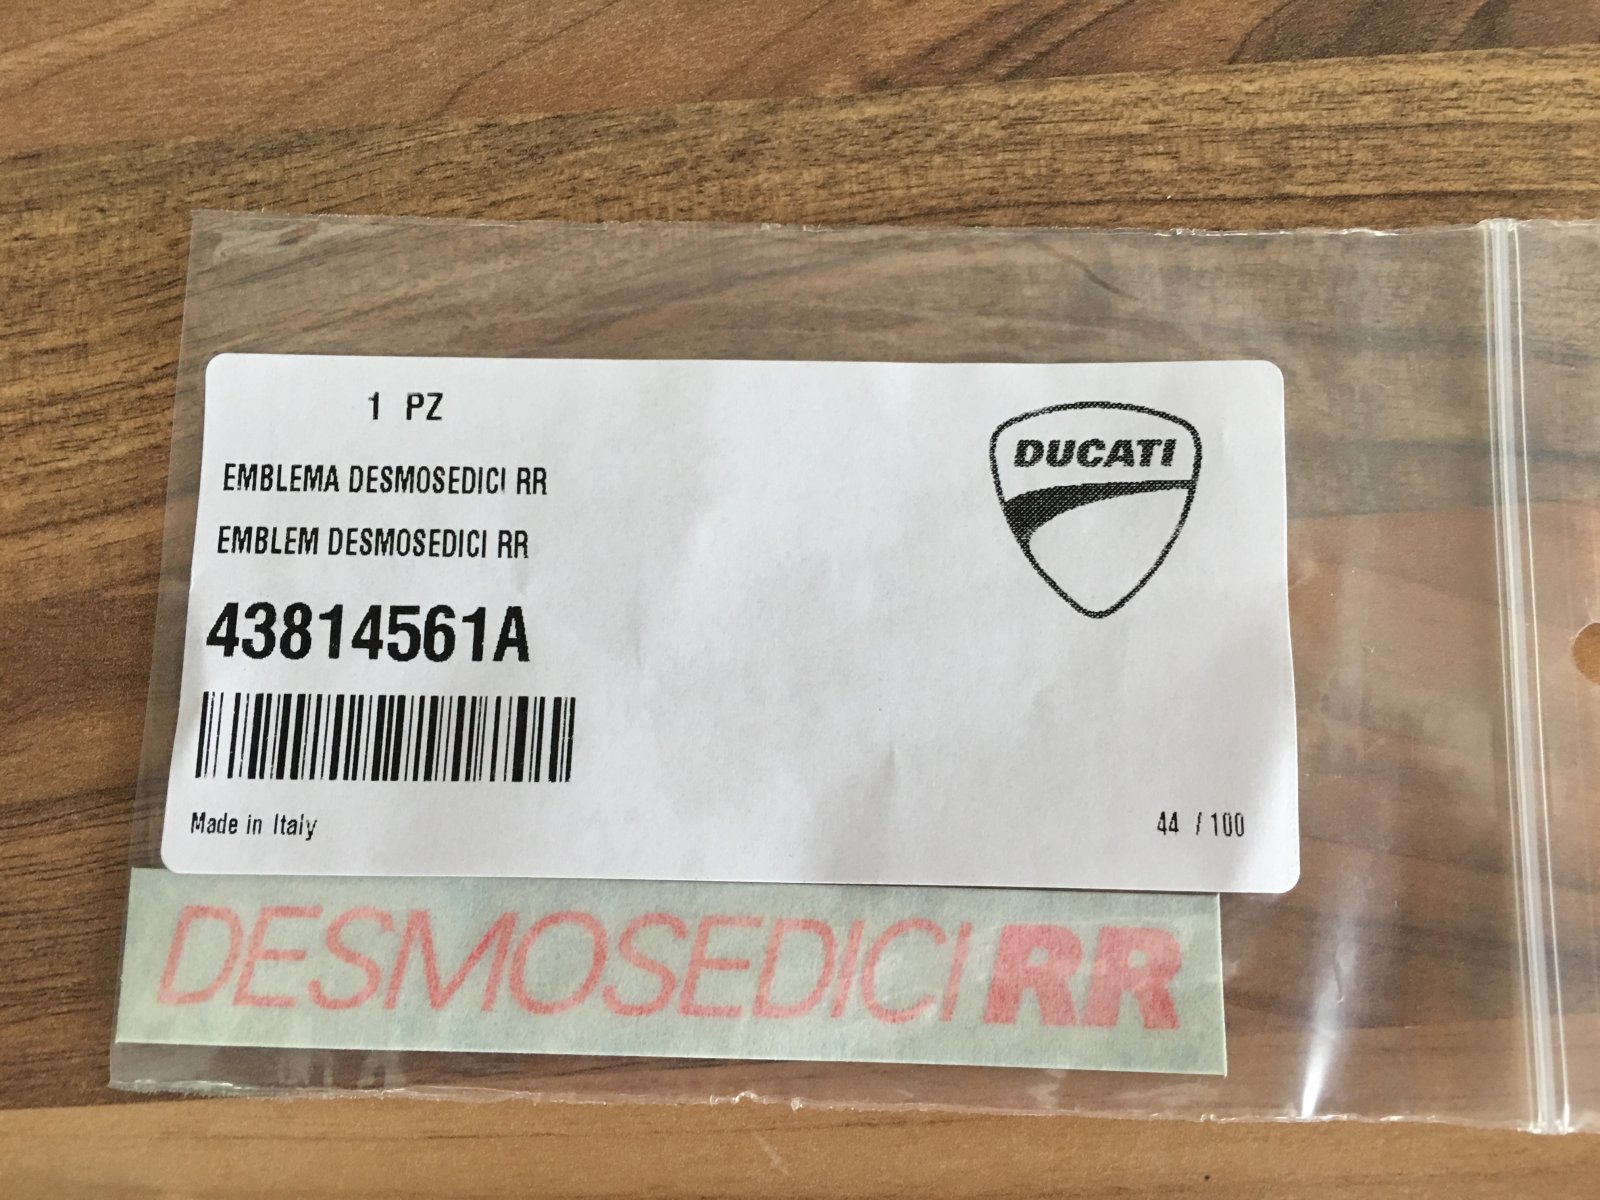 1 PZ
DUCATI
EMBLEMA DESMOSEDICI RR
EMBLEM DESMOSEDICI RR
43814561A
Made in Italy
44 / 100
DESMOSEDICI RR